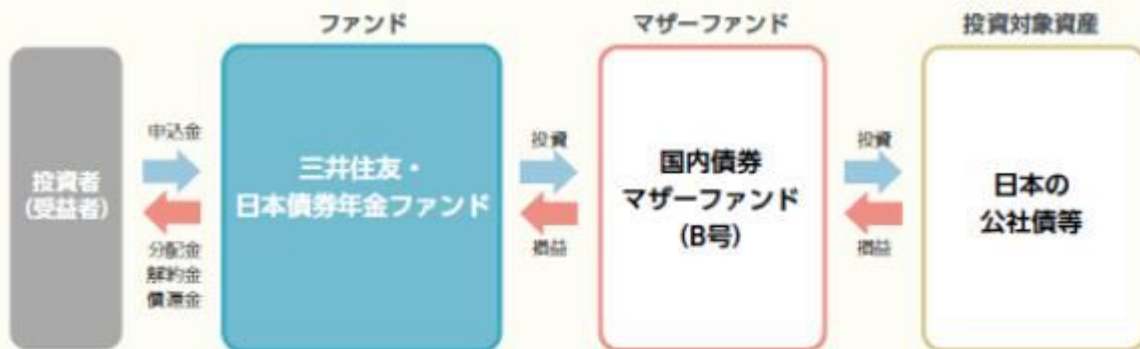 ファンド
マザーファンド
投資対象資産
投資者
(受益者)
申込金
分配金
解約金
償還金
三井住友・
日本債券年金ファンド
投資
損益
国内債券
マザーファンド
(B号)
投資
損益
日本の
公社債等